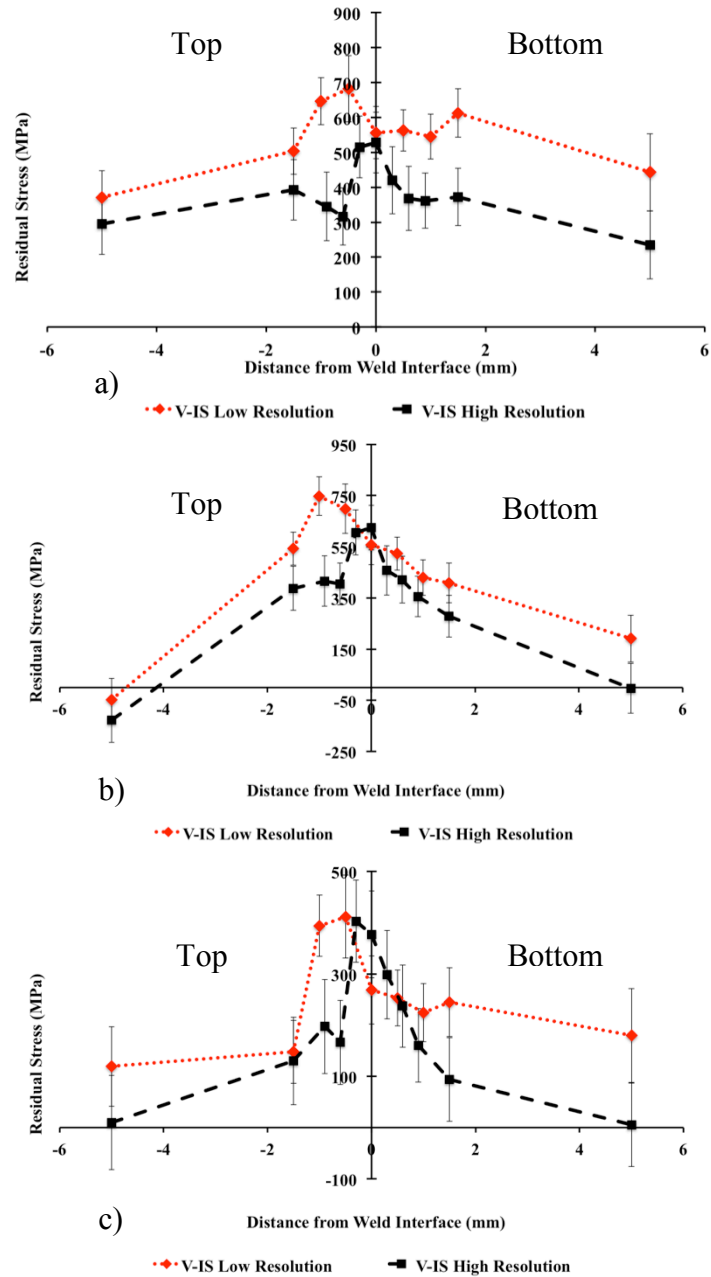 900
Top
Bottom
800
700
600
500
400
300
200
100
0
Residual Stress (MPa)
-6
-4
-2
0
2
4
6
Distance from Weld Interface (mm)
a)
V-IS Low Resolution
V-IS High Resolution
950
Top
Bottom
750
550
350
150
-50
-250
Residual Stress (MPa)
-6
-4
-2
0
2
4
6
b)
Distance from Weld Interface (mm)
V-IS Low Resolution
V-IS High Resolution
500
Top
Bottom
300
100
-100
Residual Stress (MPa)
-6
-4
-2
0
2
4
6
c)
Distance from Weld Interface (mm)
V-IS Low Resolution
V-IS High Resolution